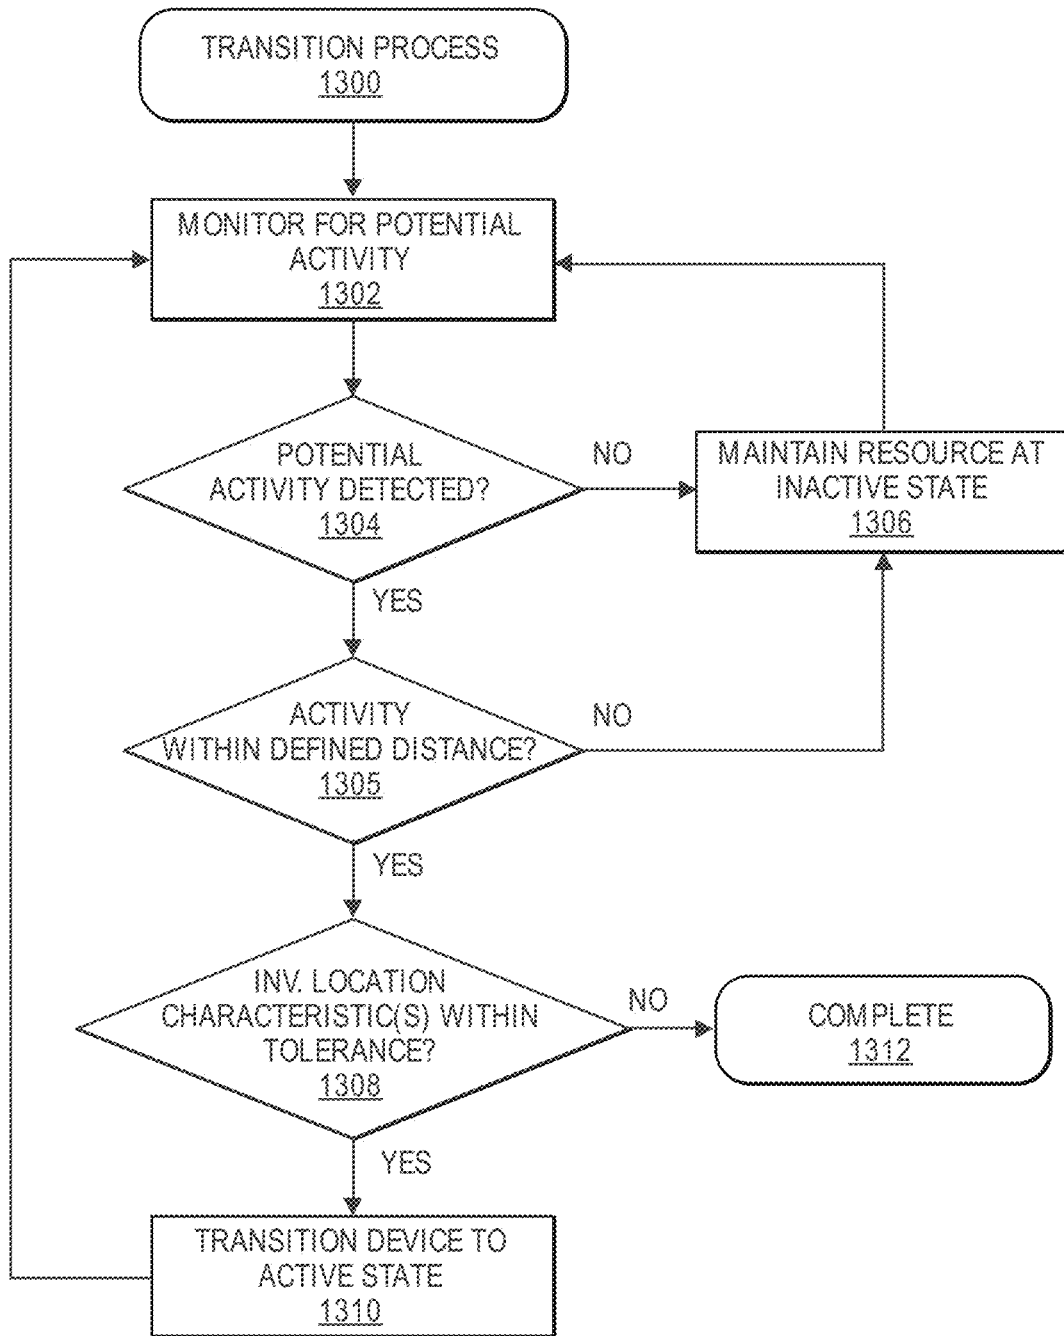 TRANSITION PROCESS
1300
MONITOR FOR POTENTIAL
ACTIVITY
1302
POTENTIAL
ACTIVITY DETECTED?
1304
NO
MAINTAIN RESOURCE AT
INACTIVE STATE
1306
YES
ACTIVITY
WITHIN DEFINED DISTANCE?
1305
NO
YES
INV. LOCATION
CHARACTERISTIC(S) WITHIN
TOLERANCE?
1308
NO
COMPLETE
1312
YES
TRANSITION DEVICE TO
ACTIVE STATE
1310